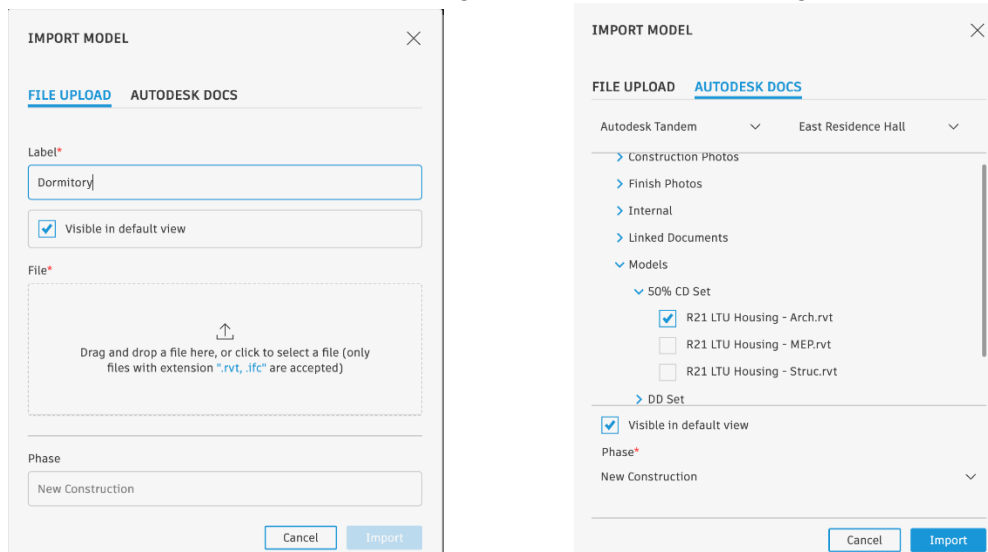 IMPORT MODEL
FILE UPLOAD AUTODESK DOCS
Label*
Dormitory
Visible in default view
File*
Drag and drop a file here, or click to select a file (only
files with extension ".rvt, .ifc" are accepted)
Phase
New Construction
Cancel Import
IMPORT MODEL
FILE UPLOAD AUTODESK DOCS
Autodesk Tandem East Residence Hall
Construction Photos
Finish Photos
Internal
Linked Documents
Models
50% CD Set
R21 LTU Housing - Arch.rvt
R21 LTU Housing - MEP.rvt
R21 LTU Housing - Struc.rvt
DD Set
Visible in default view
Phase*
New Construction
Cancel Import